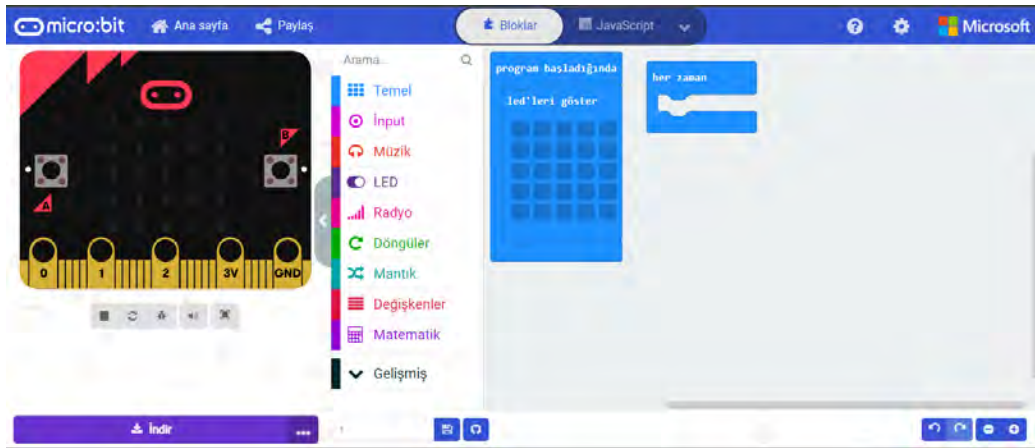 micro:bit Ana sayfa Paylaş Bloklar JavaScript Microsoft
A
B
0 1 2 3V GND
Arama...
Temel
İnput
Müzik
LED
Radyo
Döngüler
Mantık
Değişkenler
Matematik
Gelişmiş
program başladığında
led'leri göster
her zaman
İndir